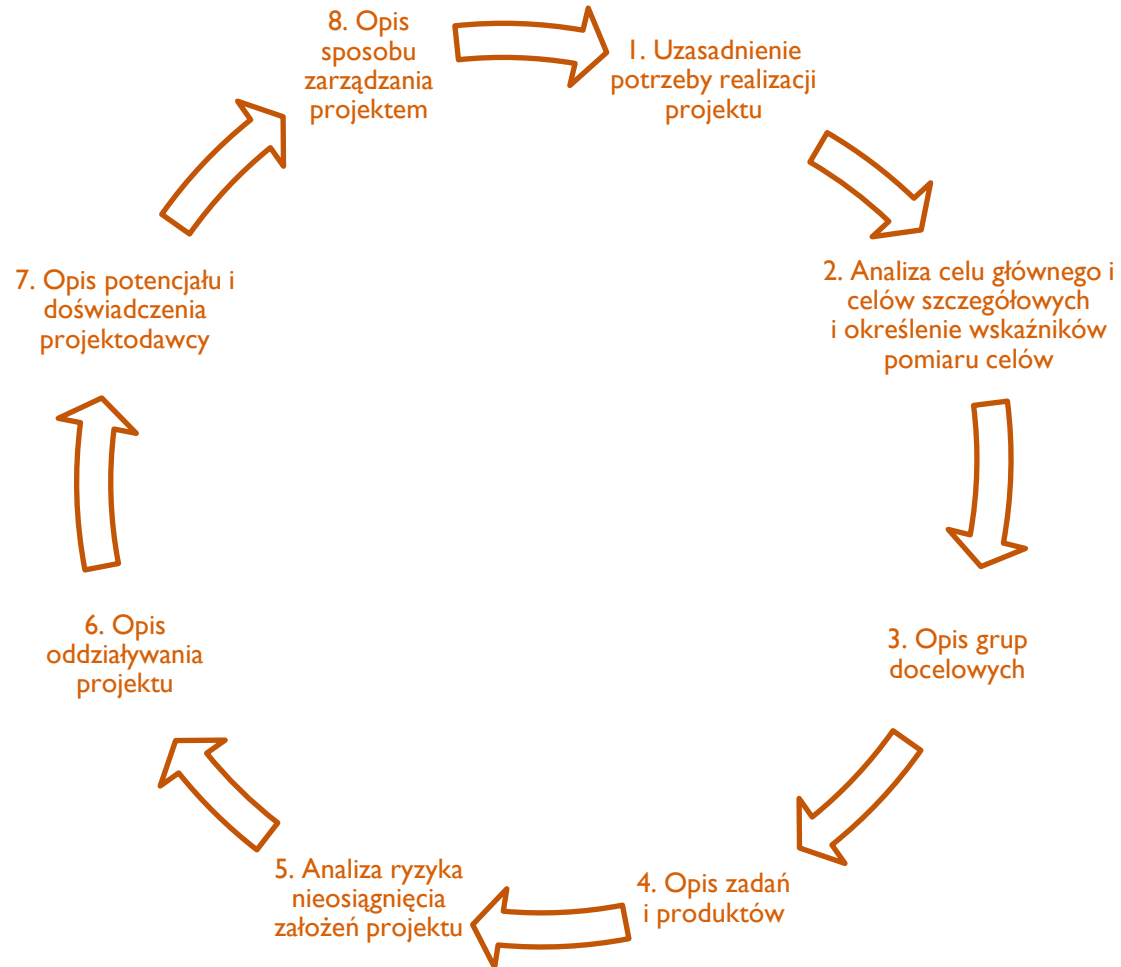 1. Uzasadnienie
potrzeby realizacji
projektu
2. Analiza celu głównego i
celów szczegółowych
i określenie wskaźników
pomiaru celów
3. Opis grup
docelowych
4. Opis zadań
i produktów
5. Analiza ryzyka
nieosiągnięcia
założeń projektu
6. Opis
oddziaływania
projektu
7. Opis potencjału i
doświadczenia
projektodawcy
8. Opis
sposobu
zarządzania
projektem